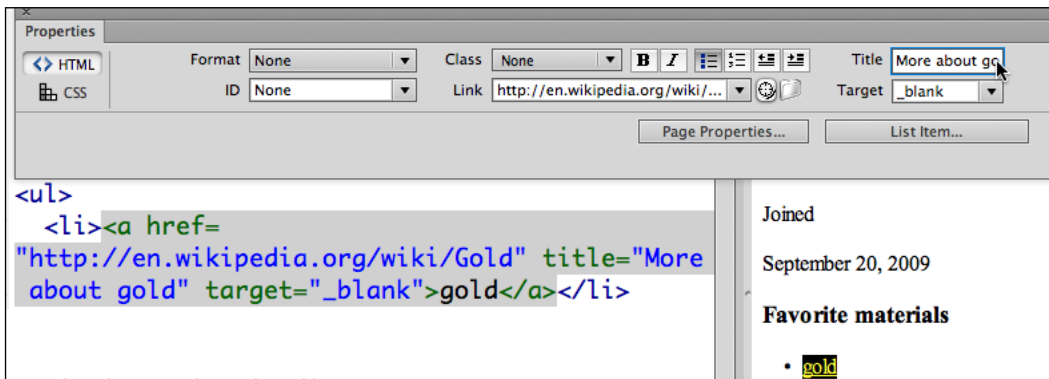 Properties
HTML Format None Class None B I Title More about go
CSS ID None Link http://en.wikipedia.org/wiki/... Target _blank
Page Properties... List Item...
<ul>
<li><a href=
"http://en.wikipedia.org/wiki/Gold" title="More
about gold" target="_blank">gold</a></li>
Joined
September 20, 2009
Favorite materials
• gold